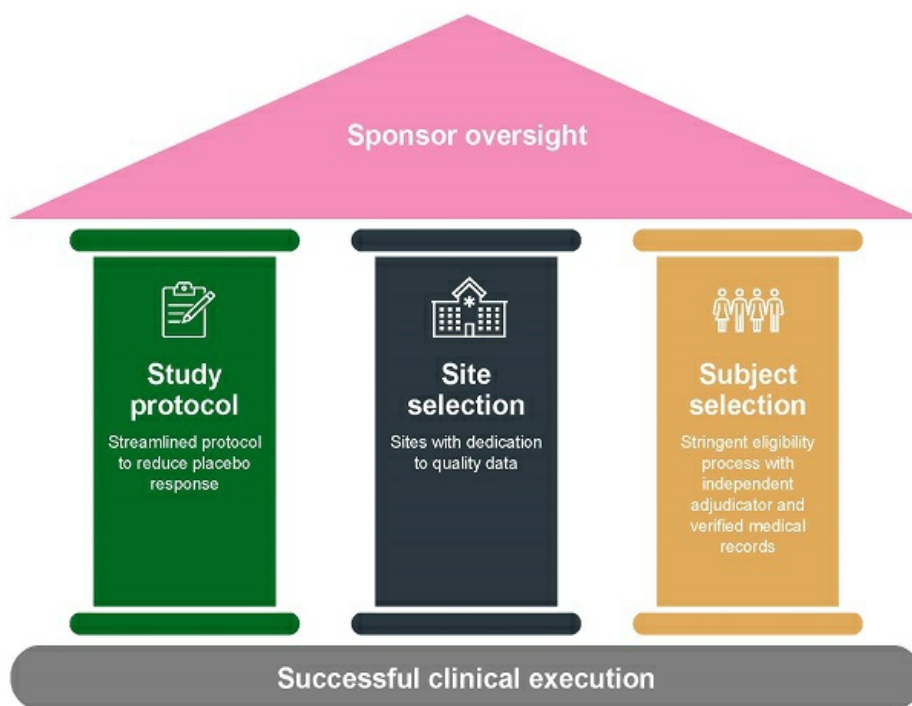 Sponsor oversight
Study
protocol
Streamlined protocol
to reduce placebo
response
Site
selection
Sites with dedication
to quality data
Subject
selection
Stringent eligibility
process with
independent
adjudicator and
verified medical
records
Successful clinical execution